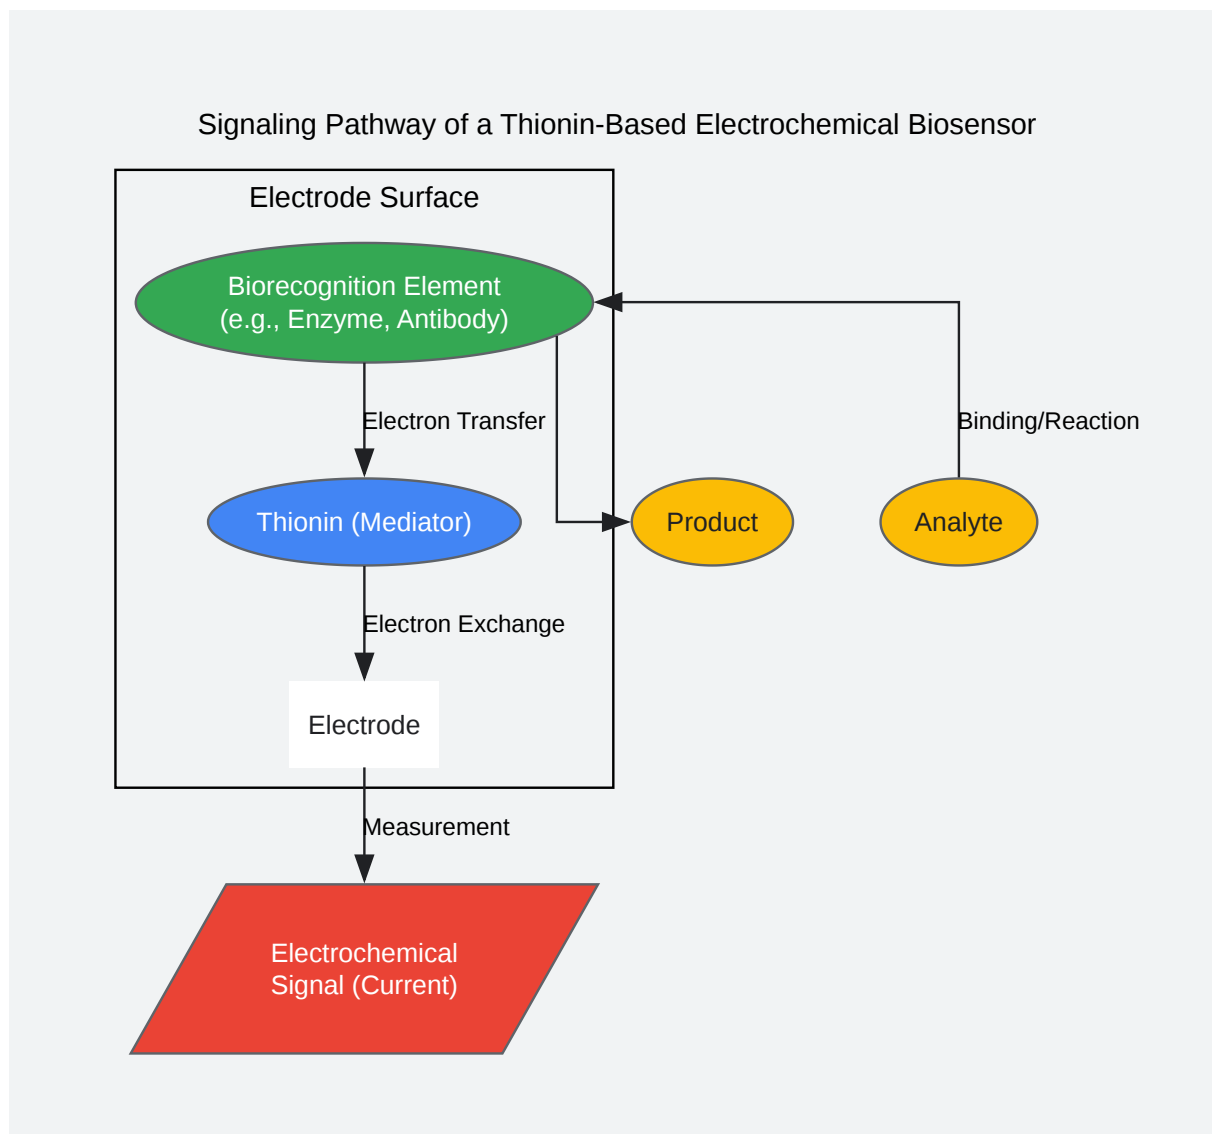 Signaling Pathway of a Thionin-Based Electrochemical Biosensor
Electrode Surface
Biorecognition Element
(e.g., Enzyme, Antibody)
Electron Transfer
Binding/Reaction
Thionin (Mediator)
Product
Analyte
Electron Exchange
Electrode
Measurement
Electrochemical
Signal (Current)